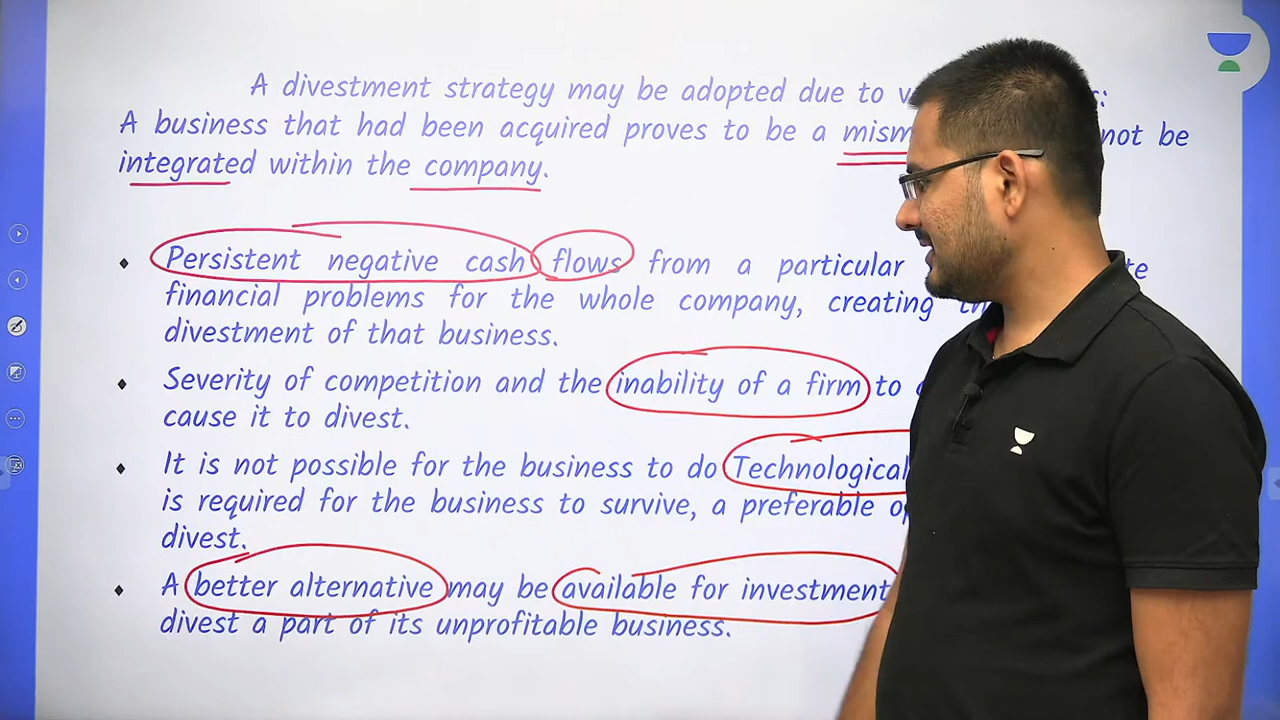 A divestment strategy may be adopted due to
A business that had been acquired proves to be a not be
integrated within the company.
Persistent negative cash flows from a particular
financial problems for the whole company, creating
divestment of that business.
Severity of competition and the inability of a firm to
cause it to divest.
It is not possible for the business to do Technological
is required for the business to survive, a preferable
divest.
A better alternative may be available for investment
divest a part of its unprofitable business.